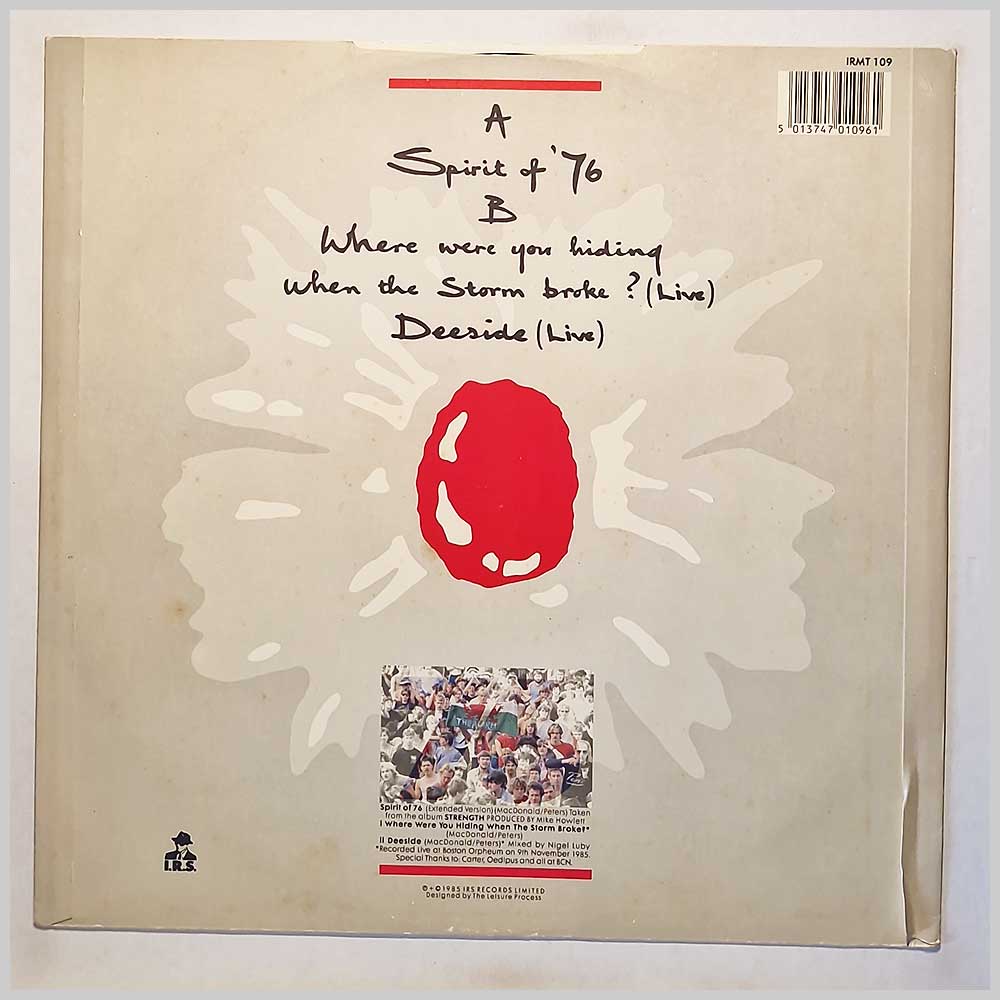 IRMT 109
5 013747 010961
A
Spirit of '76
B
Where were you hiding
when the Storm broke ? (Live)
Deeside (Live)
THE ALARM
Spirit of 76 (Extended Version) (MacDonald/Peters) Taken
from the album STRENGTH PRODUCED BY Mike Howlett
i Where Were You Hiding When The Storm Broke?*
(MacDonald/Peters)
ii Deeside (MacDonald/Peters)* Mixed by Nigel Luby
*Recorded Live at Boston Orpheum on 9th November 1985.
Special Thanks to: Carter, Oedipus and all at BCN.
I.R.S.
℗ + © 1985 IRS RECORDS LIMITED
Designed by The Leisure Process